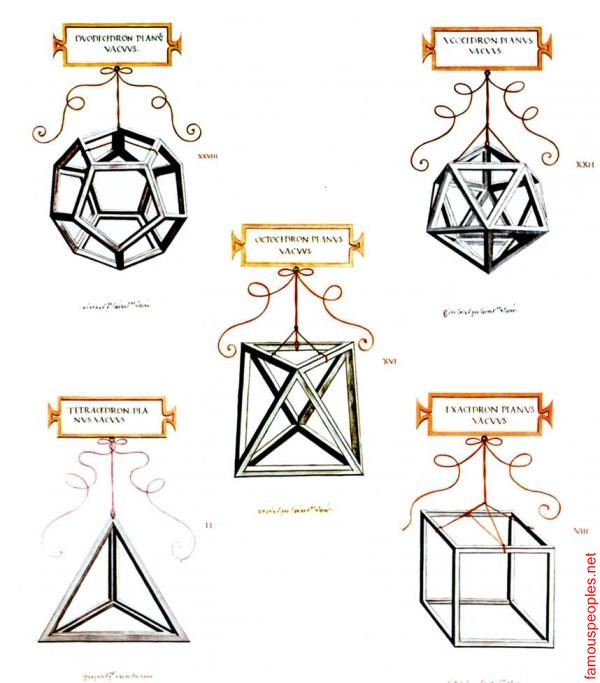 DVODECEDRON PLANV̄
VACVVS.
XXVIII
YCOCEDRON PLANVS
VACVVS.
XXII
OCTOCEDRON PLANVS
VACVVS
XVI
TETRACEDRON PLA
NVS VACVVS
II
EXACEDRON PLANVS
VACVVS
VIII
famouspeoples.net